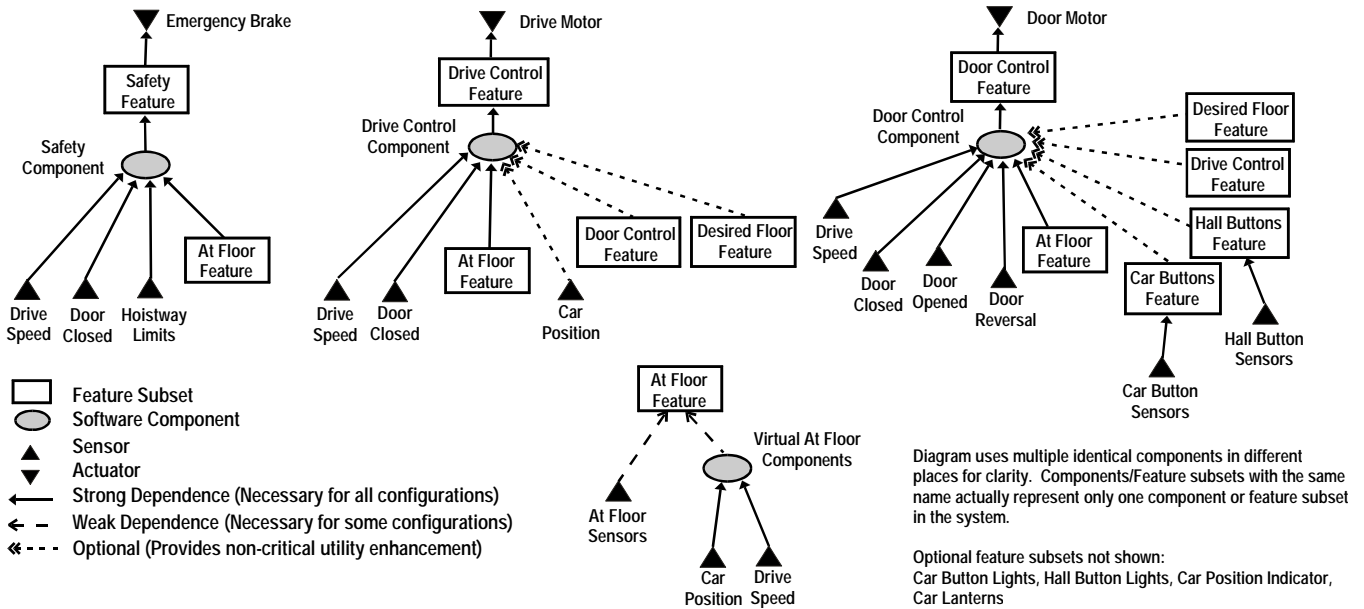 Emergency Brake
Safety
Feature
Safety
Component
At Floor
Feature
Drive
Speed
Door
Closed
Hoistway
Limits
Drive Motor
Drive Control
Feature
Drive Control
Component
At Floor
Feature
Door Control
Feature
Desired Floor
Feature
Drive
Speed
Door
Closed
Car
Position
Door Motor
Door Control
Feature
Door Control
Component
Desired Floor
Feature
Drive Control
Feature
Hall Buttons
Feature
At Floor
Feature
Car Buttons
Feature
Drive
Speed
Door
Closed
Door
Opened
Door
Reversal
Hall Button
Sensors
Car Button
Sensors
Feature Subset
Software Component
Sensor
Actuator
Strong Dependence (Necessary for all configurations)
Weak Dependence (Necessary for some configurations)
Optional (Provides non-critical utility enhancement)
At Floor
Feature
Virtual At Floor
Components
At Floor
Sensors
Car
Position
Drive
Speed
Diagram uses multiple identical components in different
places for clarity.  Components/Feature subsets with the same
name actually represent only one component or feature subset
in the system.
Optional feature subsets not shown:
Car Button Lights, Hall Button Lights, Car Position Indicator,
Car Lanterns